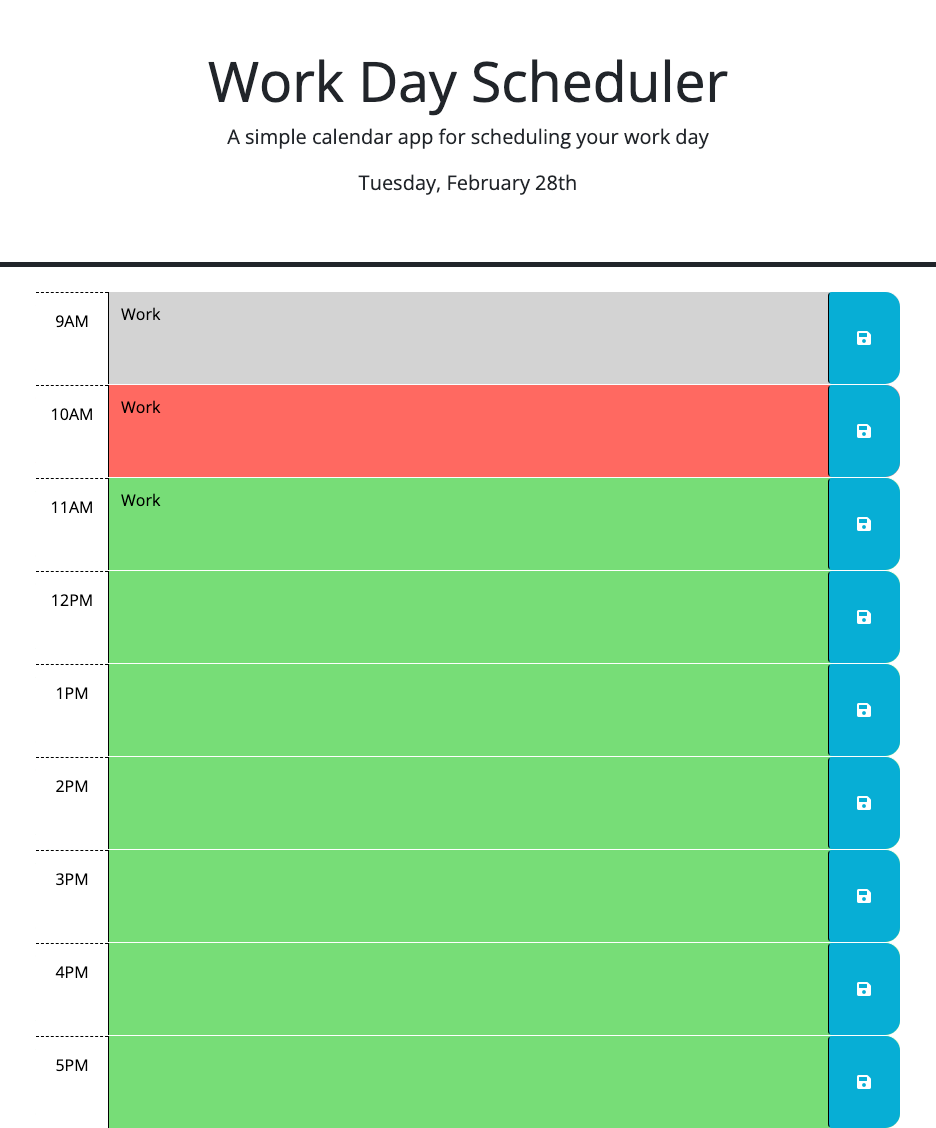 Work Day Scheduler
A simple calendar app for scheduling your work day
Tuesday, February 28th
9AM
Work
10AM
Work
11AM
Work
12PM
1PM
2PM
3PM
4PM
5PM